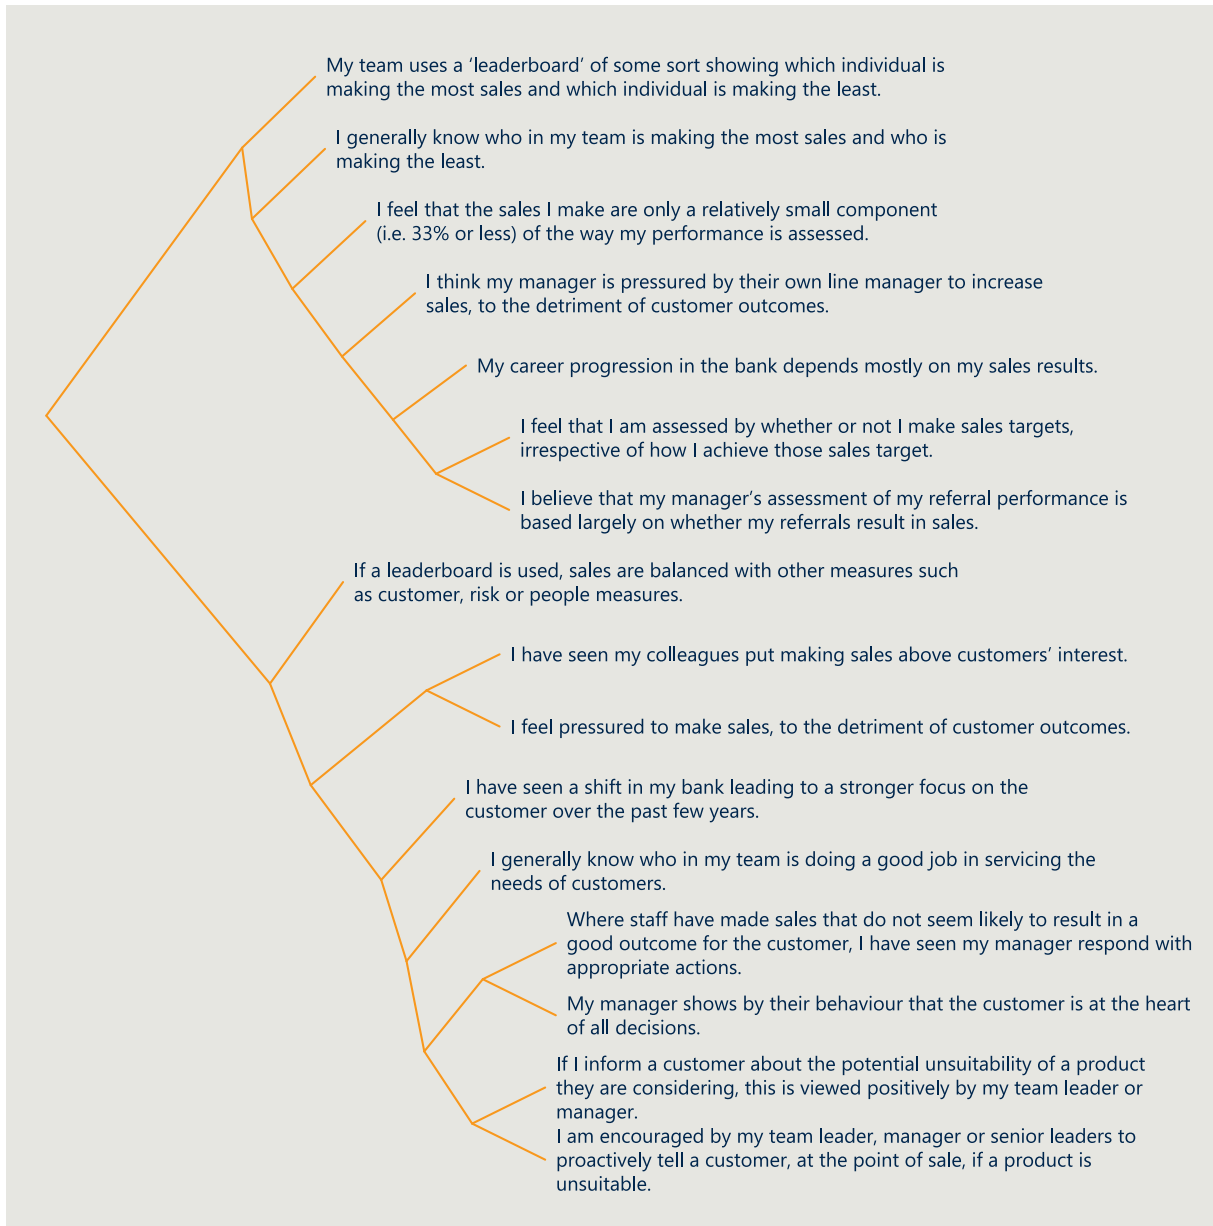 My team uses a ‘leaderboard’ of some sort showing which individual is
making the most sales and which individual is making the least.
I generally know who in my team is making the most sales and who is
making the least.
I feel that the sales I make are only a relatively small component
(i.e. 33% or less) of the way my performance is assessed.
I think my manager is pressured by their own line manager to increase
sales, to the detriment of customer outcomes.
My career progression in the bank depends mostly on my sales results.
I feel that I am assessed by whether or not I make sales targets,
irrespective of how I achieve those sales target.
I believe that my manager’s assessment of my referral performance is
based largely on whether my referrals result in sales.
If a leaderboard is used, sales are balanced with other measures such
as customer, risk or people measures.
I have seen my colleagues put making sales above customers’ interest.
I feel pressured to make sales, to the detriment of customer outcomes.
I have seen a shift in my bank leading to a stronger focus on the
customer over the past few years.
I generally know who in my team is doing a good job in servicing the
needs of customers.
Where staff have made sales that do not seem likely to result in a
good outcome for the customer, I have seen my manager respond with
appropriate actions.
My manager shows by their behaviour that the customer is at the heart
of all decisions.
If I inform a customer about the potential unsuitability of a product
they are considering, this is viewed positively by my team leader or
manager.
I am encouraged by my team leader, manager or senior leaders to
proactively tell a customer, at the point of sale, if a product is
unsuitable.